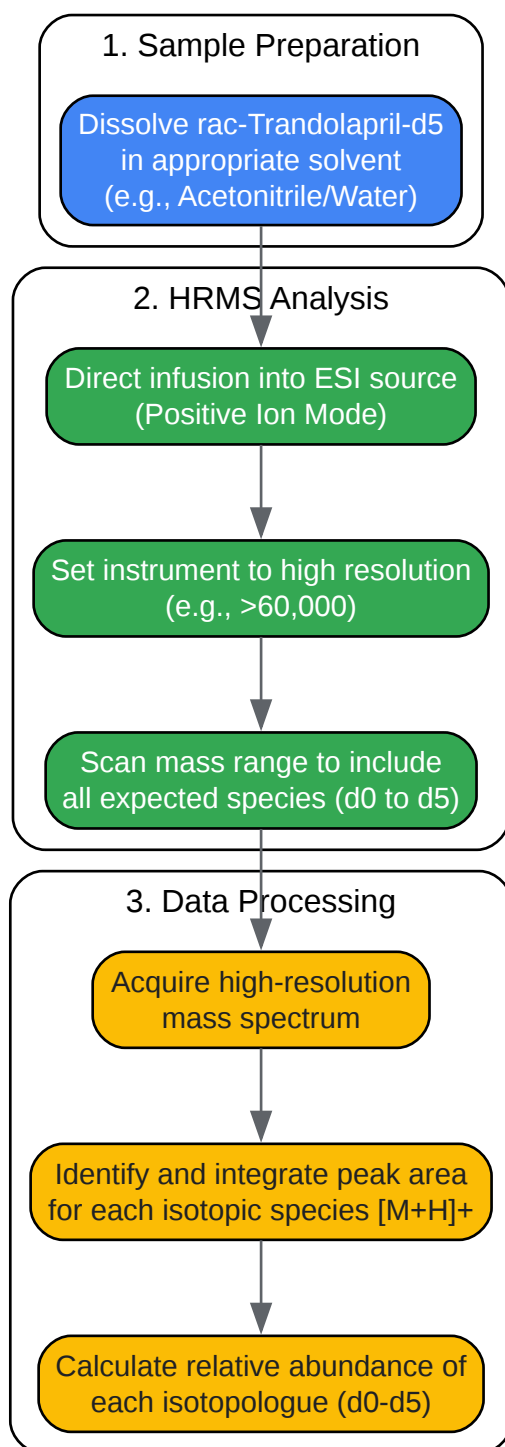 1. Sample Preparation
Dissolve rac-Trandolapril-d5
in appropriate solvent
(e.g., Acetonitrile/Water)
2. HRMS Analysis
Direct infusion into ESI source
(Positive Ion Mode)
Set instrument to high resolution
(e.g., >60,000)
Scan mass range to include
all expected species (d0 to d5)
3. Data Processing
Acquire high-resolution
mass spectrum
Identify and integrate peak area
for each isotopic species [M+H]+
Calculate relative abundance of
each isotopologue (d0-d5)